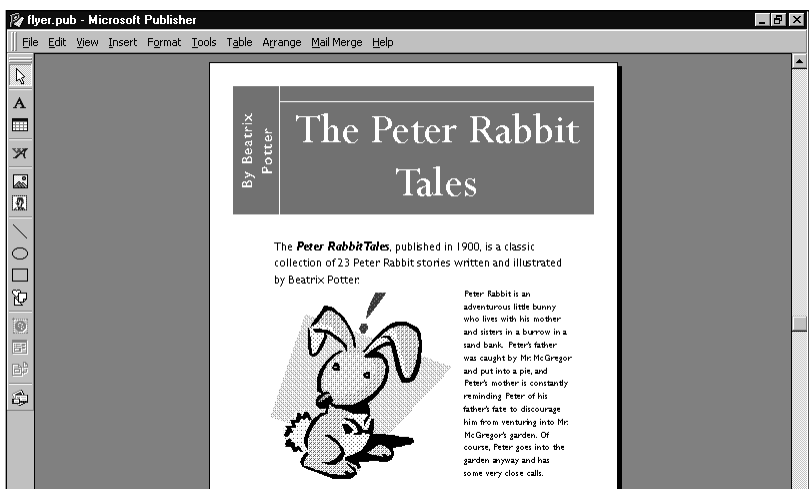 flyer.pub - Microsoft Publisher
File Edit View Insert Format Tools Table Arrange Mail Merge Help
By Beatrix
Potter
The Peter Rabbit
Tales
The Peter Rabbit Tales, published in 1900, is a classic
collection of 23 Peter Rabbit stories written and illustrated
by Beatrix Potter.
Peter Rabbit is an
adventurous little bunny
who lives with his mother
and sisters in a burrow in a
sand bank. Peter's father
was caught by Mr. McGregor
and put into a pie, and
Peter's mother is constantly
reminding Peter of his
father's fate to discourage
him from venturing into Mr.
McGregor's garden. Of
course, Peter goes into the
garden anyway and has
some very close calls.